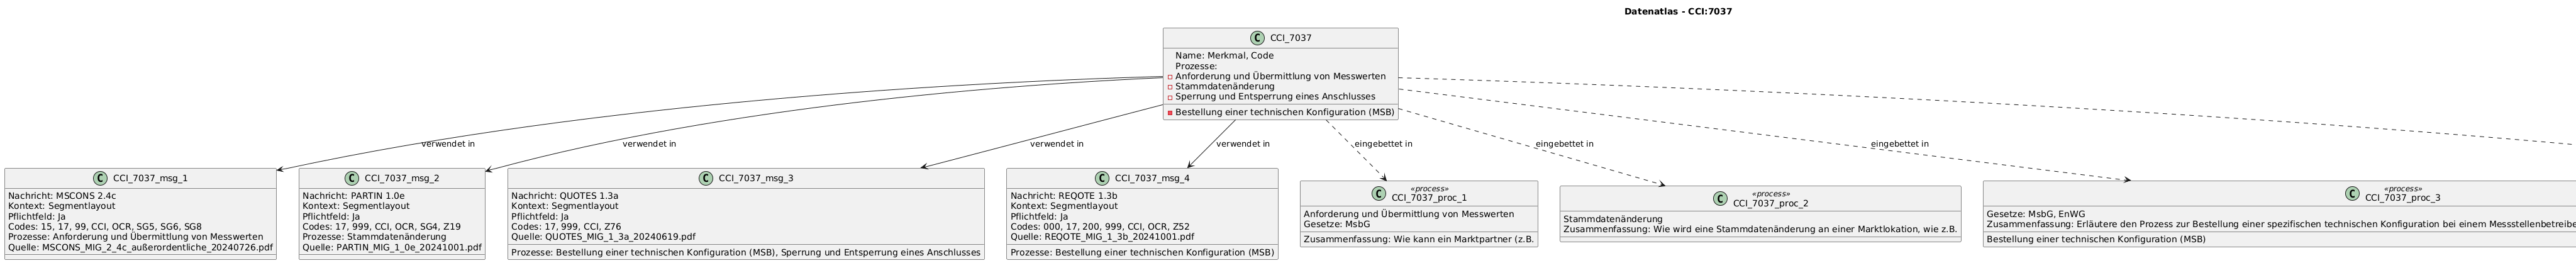 Datenatlas - CCI:7037
C CCI_7037
Name: Merkmal, Code
Prozesse:
Anforderung und Übermittlung von Messwerten
Stammdatenänderung
Sperrung und Entsperrung eines Anschlusses
Bestellung einer technischen Konfiguration (MSB)
verwendet in
verwendet in
verwendet in
verwendet in
eingebettet in
eingebettet in
eingebettet in
C CCI_7037_msg_1
Nachricht: MSCONS 2.4c
Kontext: Segmentlayout
Pflichtfeld: Ja
Codes: 15, 17, 99, CCI, OCR, SG5, SG6, SG8
Prozesse: Anforderung und Übermittlung von Messwerten
Quelle: MSCONS_MIG_2_4c_außerordentliche_20240726.pdf
C CCI_7037_msg_2
Nachricht: PARTIN 1.0e
Kontext: Segmentlayout
Pflichtfeld: Ja
Codes: 17, 999, CCI, OCR, SG4, Z19
Prozesse: Stammdatenänderung
Quelle: PARTIN_MIG_1_0e_20241001.pdf
C CCI_7037_msg_3
Nachricht: QUOTES 1.3a
Kontext: Segmentlayout
Pflichtfeld: Ja
Codes: 17, 999, CCI, Z76
Quelle: QUOTES_MIG_1_3a_20240619.pdf
Prozesse: Bestellung einer technischen Konfiguration (MSB), Sperrung und Entsperrung eines Anschlusses
C CCI_7037_msg_4
Nachricht: REQOTE 1.3b
Kontext: Segmentlayout
Pflichtfeld: Ja
Codes: 000, 17, 200, 999, CCI, OCR, Z52
Quelle: REQOTE_MIG_1_3b_20241001.pdf
Prozesse: Bestellung einer technischen Konfiguration (MSB)
«process»
C CCI_7037_proc_1
Anforderung und Übermittlung von Messwerten
Gesetze: MsbG
Zusammenfassung: Wie kann ein Marktpartner (z.B.
«process»
C CCI_7037_proc_2
Stammdatenänderung
Zusammenfassung: Wie wird eine Stammdatenänderung an einer Marktlokation, wie z.B.
«process»
C CCI_7037_proc_3
Gesetze: MsbG, EnWG
Zusammenfassung: Erläutere den Prozess zur Bestellung einer spezifischen technischen Konfiguration bei einem Messstellenbetreibe
Bestellung einer technischen Konfiguration (MSB)